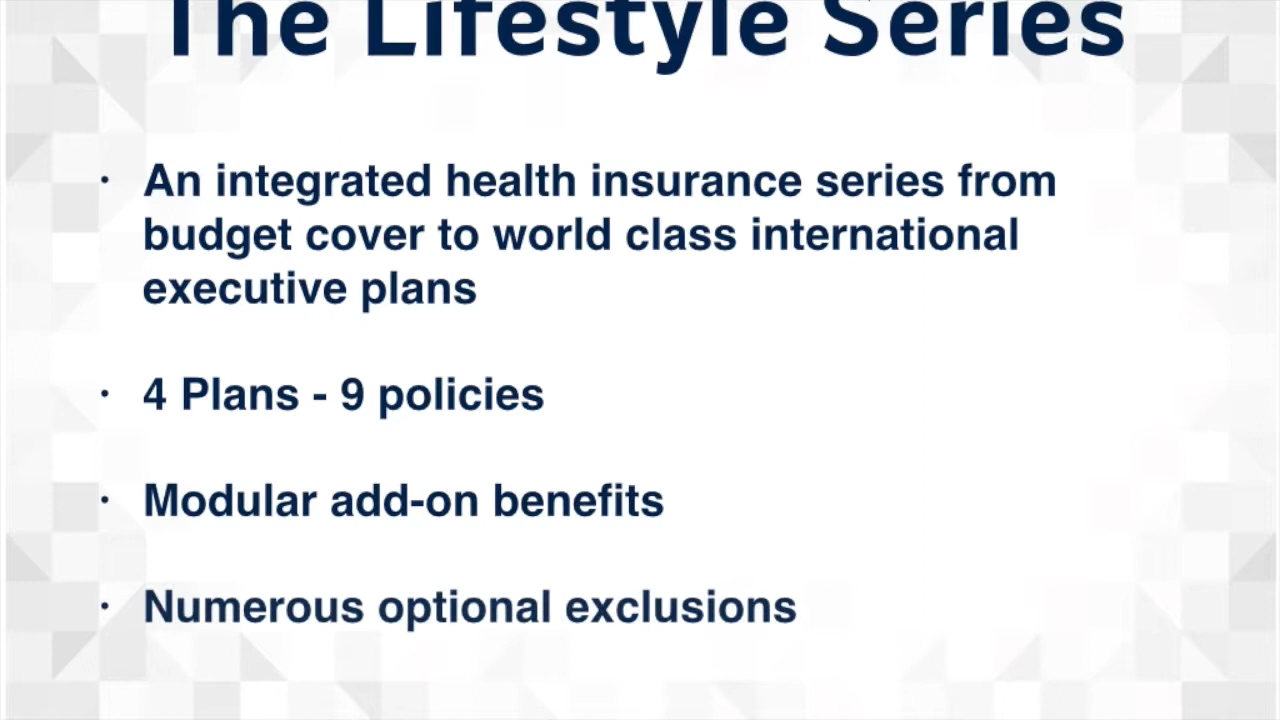 The Lifestyle Series
· An integrated health insurance series from
budget cover to world class international
executive plans
· 4 Plans - 9 policies
· Modular add-on benefits
· Numerous optional exclusions